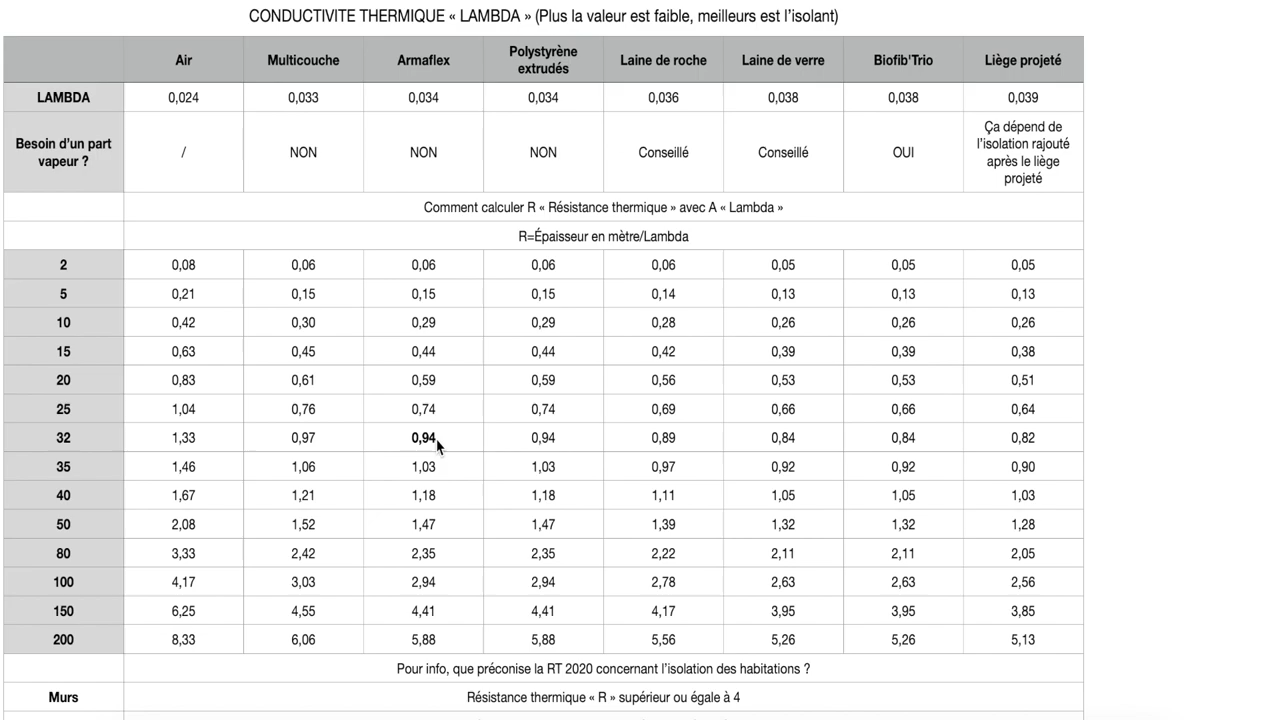 CONDUCTIVITE THERMIQUE « LAMBDA » (Plus la valeur est faible, meilleurs est l'isolant)
Air Multicouche Armaflex Polystyrène extrudés Laine de roche Laine de verre Biofib'Trio Liège projeté
LAMBDA 0,024 0,033 0,034 0,034 0,036 0,038 0,038 0,039
Besoin d'un part vapeur ? / NON NON NON Conseillé Conseillé OUI Ça dépend de l'isolation rajouté après le liège projeté
Comment calculer R « Résistance thermique » avec A « Lambda »
R=Épaisseur en mètre/Lambda
2 0,08 0,06 0,06 0,06 0,06 0,05 0,05 0,05
5 0,21 0,15 0,15 0,15 0,14 0,13 0,13 0,13
10 0,42 0,30 0,29 0,29 0,28 0,26 0,26 0,26
15 0,63 0,45 0,44 0,44 0,42 0,39 0,39 0,38
20 0,83 0,61 0,59 0,59 0,56 0,53 0,53 0,51
25 1,04 0,76 0,74 0,74 0,69 0,66 0,66 0,64
32 1,33 0,97 0,94 0,94 0,89 0,84 0,84 0,82
35 1,46 1,06 1,03 1,03 0,97 0,92 0,92 0,90
40 1,67 1,21 1,18 1,18 1,11 1,05 1,05 1,03
50 2,08 1,52 1,47 1,47 1,39 1,32 1,32 1,28
80 3,33 2,42 2,35 2,35 2,22 2,11 2,11 2,05
100 4,17 3,03 2,94 2,94 2,78 2,63 2,63 2,56
150 6,25 4,55 4,41 4,41 4,17 3,95 3,95 3,85
200 8,33 6,06 5,88 5,88 5,56 5,26 5,26 5,13
Pour info, que préconise la RT 2020 concernant l'isolation des habitations ?
Murs Résistance thermique « R » supérieur ou égale à 4